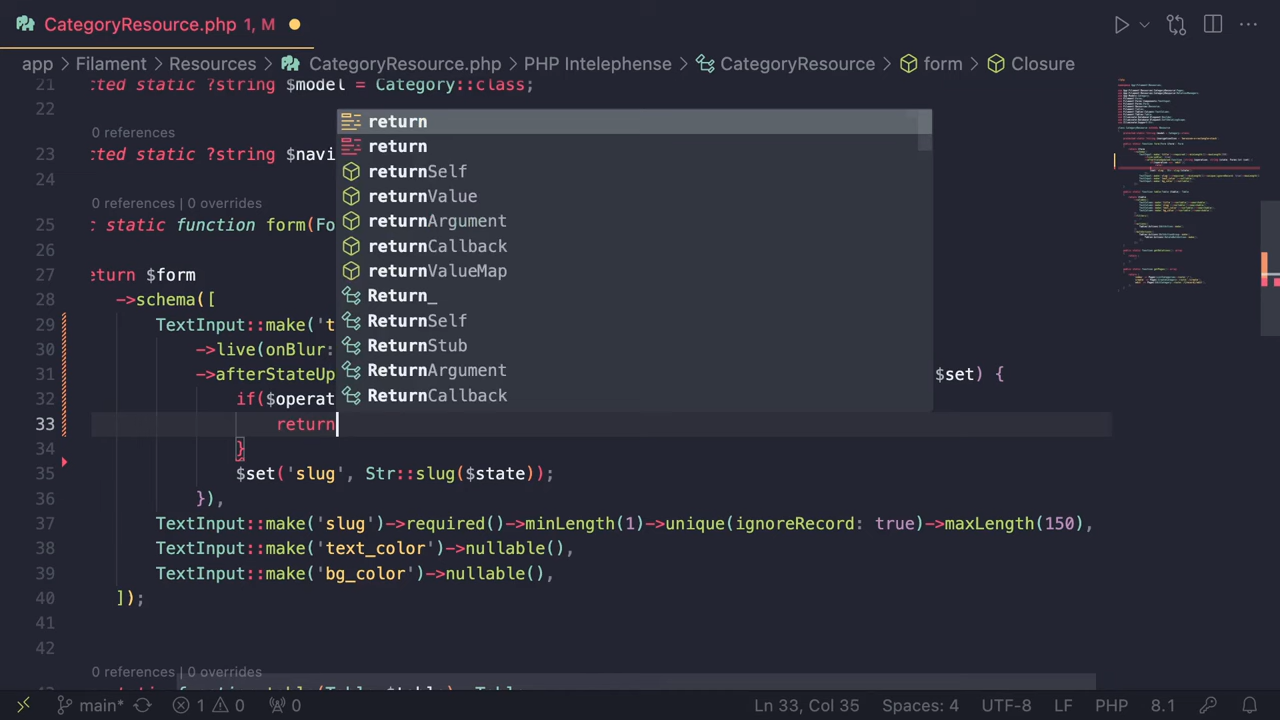 CategoryResource.php 1, M
app > Filament > Resources > CategoryResource.php > PHP Intelephense > CategoryResource > form > Closure
21 cted static ?string $model = Category::class;
22
0 references
23 cted static ?string $navi
24
0 references | 0 overrides
25 c static function form(Fo
26
27 eturn $form
28 ->schema([
29 TextInput::make('t
30 ->live(onBlur:
31 ->afterStateUp $set) {
32 if($operat
33 return
34 }
35 $set('slug', Str::slug($state));
36 }),
37 TextInput::make('slug')->required()->minLength(1)->unique(ignoreRecord: true)->maxLength(150),
38 TextInput::make('text_color')->nullable(),
39 TextInput::make('bg_color')->nullable(),
40 ]);
41
42
0 references | 0 overrides
return
return
returnSelf
returnValue
returnArgument
returnCallback
returnValueMap
Return_
ReturnSelf
ReturnStub
ReturnArgument
ReturnCallback
main* 1 0 0 Ln 33, Col 35 Spaces: 4 UTF-8 LF PHP 8.1